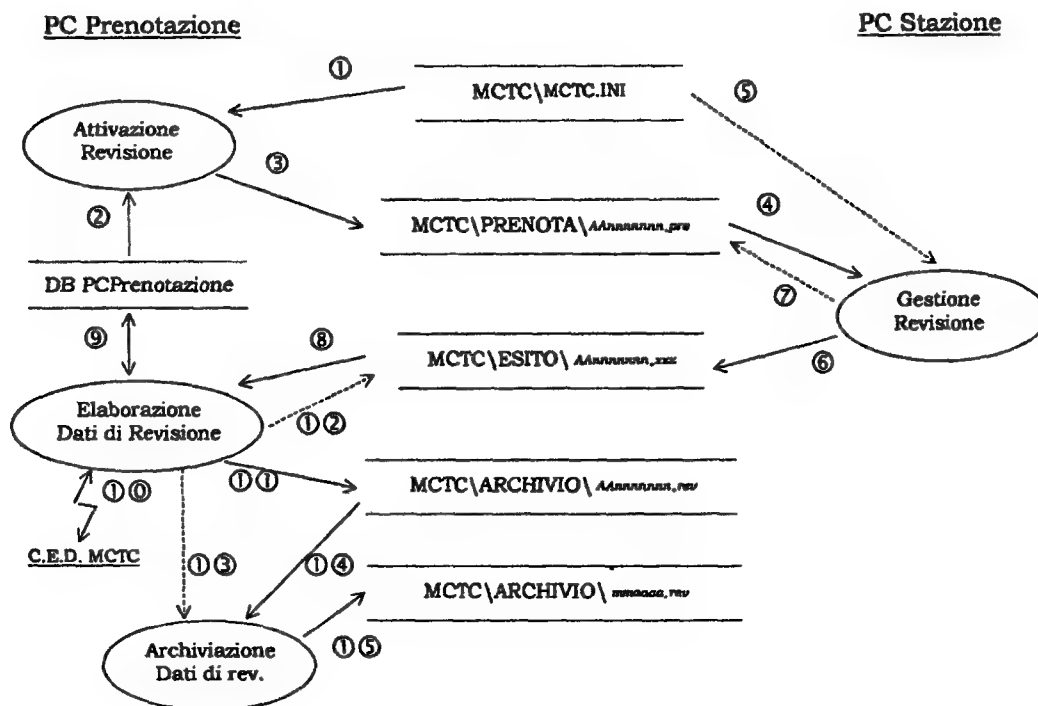 PC Prenotazione
PC Stazione
①
MCTC\MCTC.INI
⑤
Attivazione
Revisione
③
②
MCTC\PRENOTA\AAnnnnnnn.pre
④
DB PCPrenotazione
⑦
Gestione
Revisione
⑨
⑧
MCTC\ESITO\AAnnnnnnn.xxx
⑥
Elaborazione
Dati di Revisione
①②
①⓪
①①
MCTC\ARCHIVIO\AAnnnnnnn.rev
C.E.D. MCTC
①③
①④
MCTC\ARCHIVIO\mmaaaa.rev
Archiviazione
Dati di rev.
①⑤